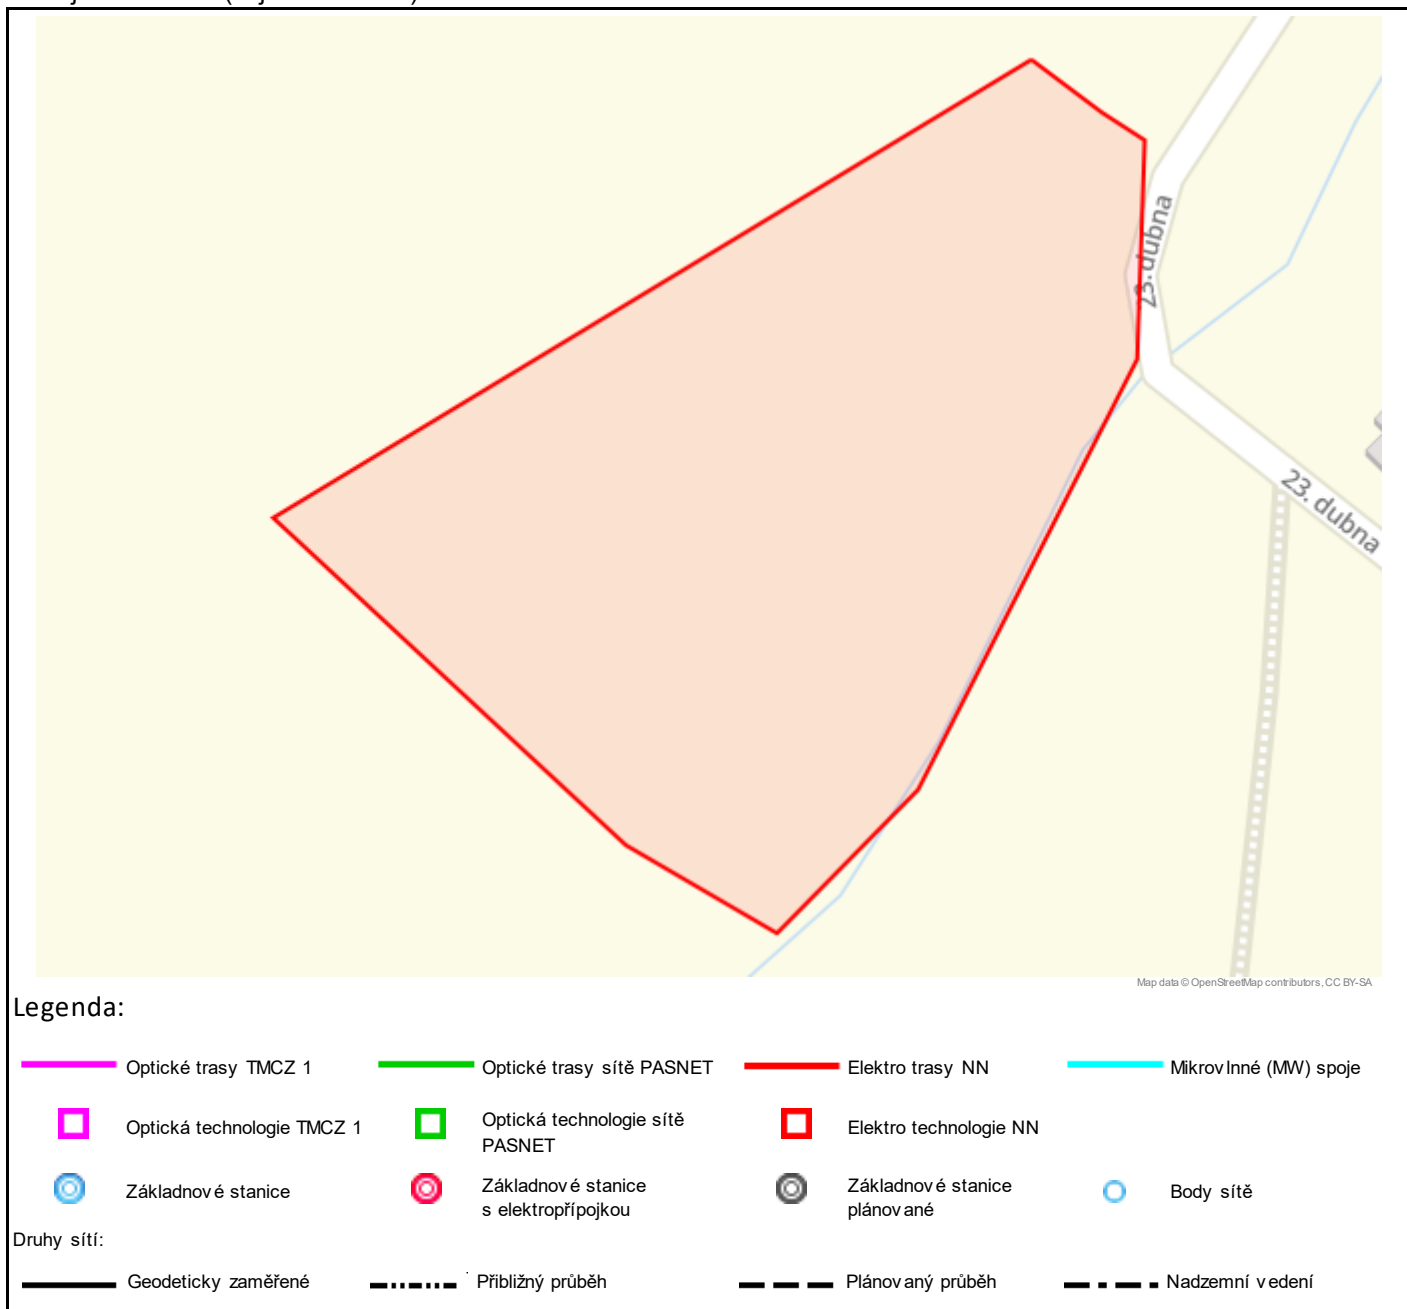 23. dubna
23. dubna
Map data © OpenStreetMap contributors, CC BY-SA
Legenda:
Optické trasy TMCZ 1
Optické trasy sítě PASNET
Elektro trasy NN
Mikrovlnné (MW) spoje
Optická technologie TMCZ 1
Optická technologie sítě
PASNET
Elektro technologie NN
Základnové stanice
Základnové stanice
s elektropřípojkou
Základnové stanice
plánované
Body sítě
Druhy sítí:
Geodeticky zaměřené
Přibližný průběh
Plánovaný průběh
Nadzemní vedení